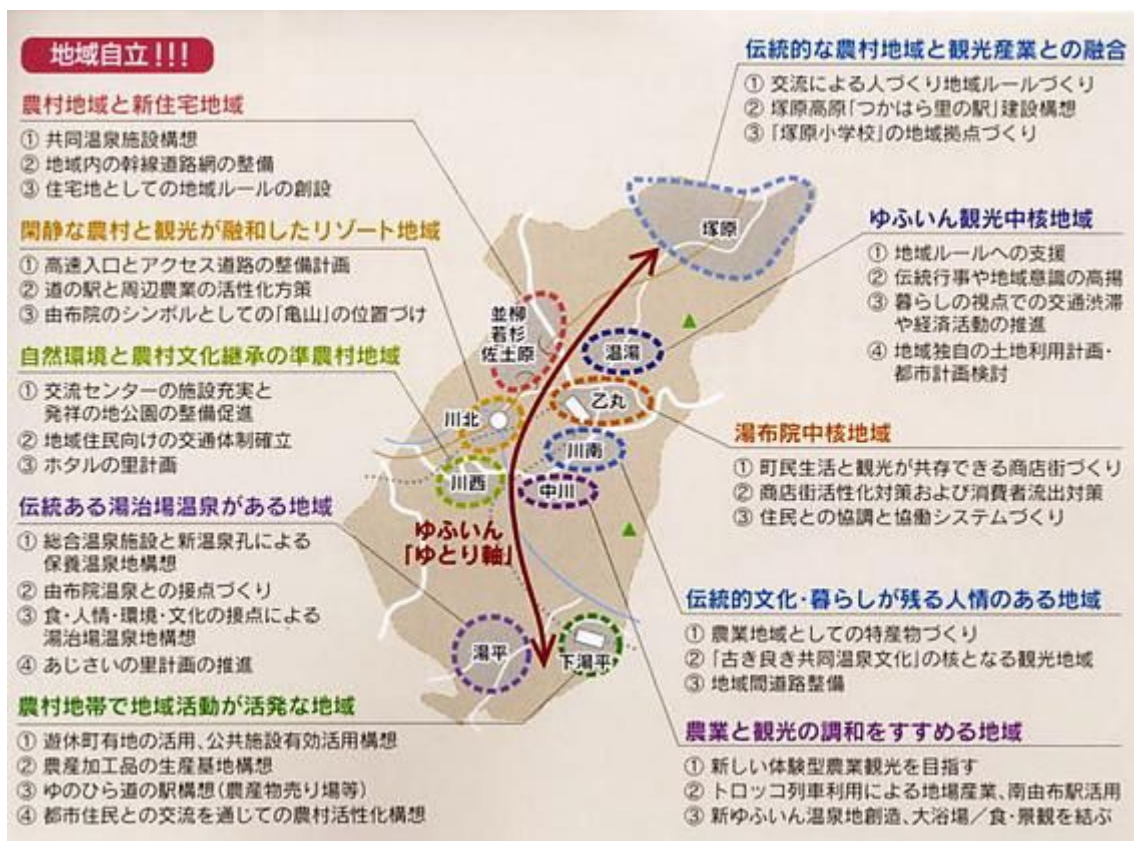 地域自立!!!
農村地域と新住宅地域
① 共同温泉施設構想
② 地域内の幹線道路網の整備
③ 住宅地としての地域ルールの創設
閑静な農村と観光が融和したリゾート地域
① 高速入口とアクセス道路の整備計画
② 道の駅と周辺農業の活性化方策
③ 由布院のシンボルとしての「亀山」の位置づけ
自然環境と農村文化継承の準農村地域
① 交流センターの施設充実と
発祥の地公園の整備促進
② 地域住民向けの交通体制確立
③ ホタルの里計画
伝統ある湯治場温泉がある地域
① 総合温泉施設と新温泉孔による
保養温泉地構想
② 由布院温泉との接点づくり
③ 食・人情・環境・文化の接点による
湯治場温泉地構想
④ あじさいの里計画の推進
農村地帯で地域活動が活発な地域
① 遊休町有地の活用、公共施設有効活用構想
② 農産加工品の生産基地構想
③ ゆのひら道の駅構想(農産物売り場等)
④ 都市住民との交流を通じての農村活性化構想
塚原
並柳
若杉
佐土原
温湯
乙丸
川北
川南
川西
中川
ゆふいん
「ゆとり軸」
湯平
下湯平
伝統的な農村地域と観光産業との融合
① 交流による人づくり地域ルールづくり
② 塚原高原「つかはら里の駅」建設構想
③ 「塚原小学校」の地域拠点づくり
ゆふいん観光中核地域
① 地域ルールへの支援
② 伝統行事や地域意識の高揚
③ 暮らしの視点での交通渋滞
や経済活動の推進
④ 地域独自の土地利用計画・
都市計画検討
湯布院中核地域
① 町民生活と観光が共存できる商店街づくり
② 商店街活性化対策および消費者流出対策
③ 住民との協調と協働システムづくり
伝統的文化・暮らしが残る人情のある地域
① 農業地域としての特産物づくり
② 「古き良き共同温泉文化」の核となる観光地域
③ 地域間道路整備
農業と観光の調和をすすめる地域
① 新しい体験型農業観光を目指す
② トロッコ列車利用による地場産業、南由布駅活用
③ 新ゆふいん温泉地創造、大浴場/食・景観を結ぶ